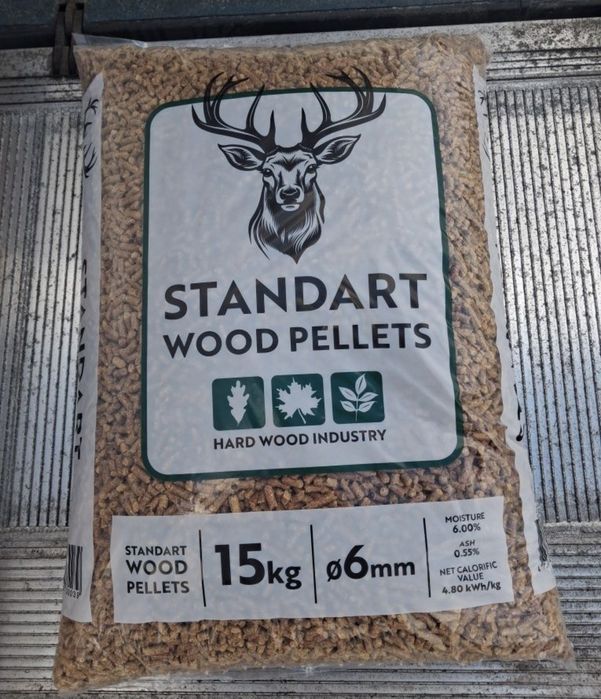 STANDART
WOOD PELLETS
HARD WOOD INDUSTRY
STANDART
WOOD
PELLETS
15kg
ø6mm
MOISTURE
6.00%
ASH
0.55%
NET CALORIFIC
VALUE
4.80 kWh/kg
STANDART